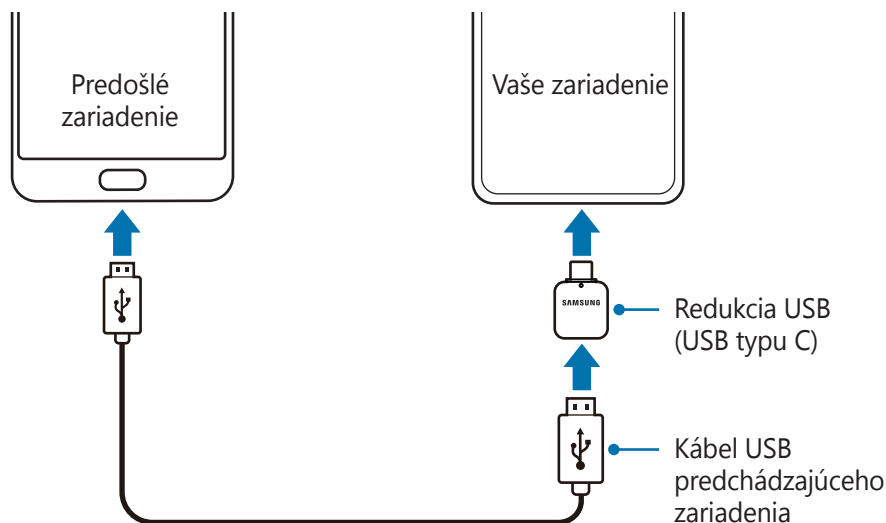 Predošlé
zariadenie
Vaše zariadenie
SAMSUNG
Redukcia USB
(USB typu C)
Kábel USB
predchádzajúceho
zariadenia